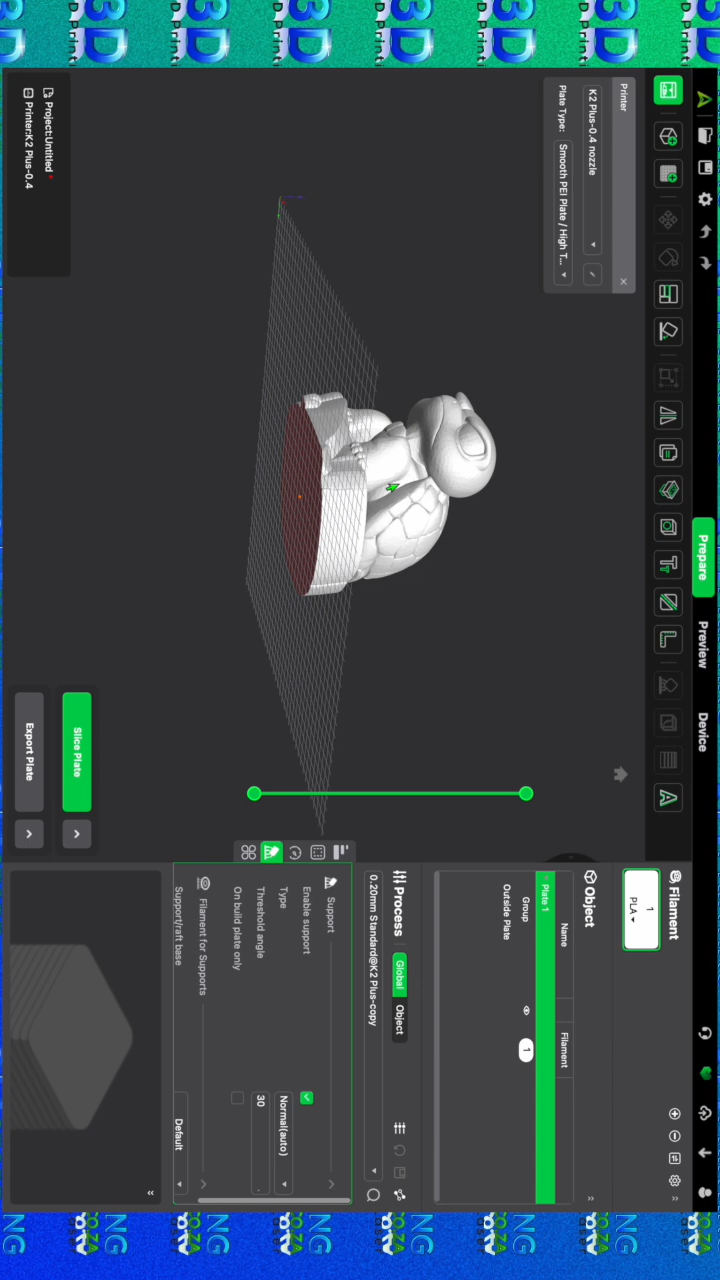 Prepare
Preview
Device
Printer
K2 Plus-0.4 nozzle
Plate Type:
Smooth PEI Plate / High T...
Filament
1
PLA
Object
Name
Filament
Plate 1
Group
1
Outside Plate
Process
Global
Object
0.20mm Standard@K2 Plus-copy
Support
Enable support
Type
Normal(auto)
Threshold angle
30
On build plate only
Filament for Supports
Support/raft base
Default
Slice Plate
Export Plate
Project:Untitled *
Printer:K2 Plus-0.4